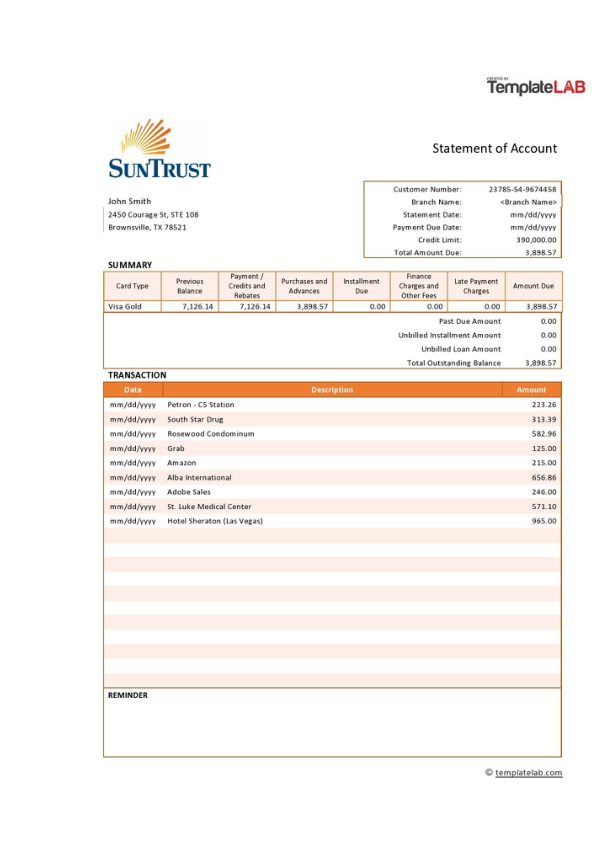 CREATED BY
TemplateLAB
SUNTRUST
Statement of Account
John Smith
2450 Courage St, STE 108
Brownsville, TX 78521
Customer Number: 23785-54-9674458
Branch Name: <Branch Name>
Statement Date: mm/dd/yyyy
Payment Due Date: mm/dd/yyyy
Credit Limit: 390,000.00
Total Amount Due: 3,898.57
SUMMARY
Card Type Previous Balance Payment / Credits and Rebates Purchases and Advances Installment Due Finance Charges and Other Fees Late Payment Charges Amount Due
Visa Gold 7,126.14 7,126.14 3,898.57 0.00 0.00 0.00 3,898.57
Past Due Amount 0.00
Unbilled Installment Amount 0.00
Unbilled Loan Amount 0.00
Total Outstanding Balance 3,898.57
TRANSACTION
Date Description Amount
mm/dd/yyyy Petron - C5 Station 223.26
mm/dd/yyyy South Star Drug 313.39
mm/dd/yyyy Rosewood Condominum 582.96
mm/dd/yyyy Grab 125.00
mm/dd/yyyy Amazon 215.00
mm/dd/yyyy Alba International 656.86
mm/dd/yyyy Adobe Sales 246.00
mm/dd/yyyy St. Luke Medical Center 571.10
mm/dd/yyyy Hotel Sheraton (Las Vegas) 965.00
REMINDER
© templatelab.com